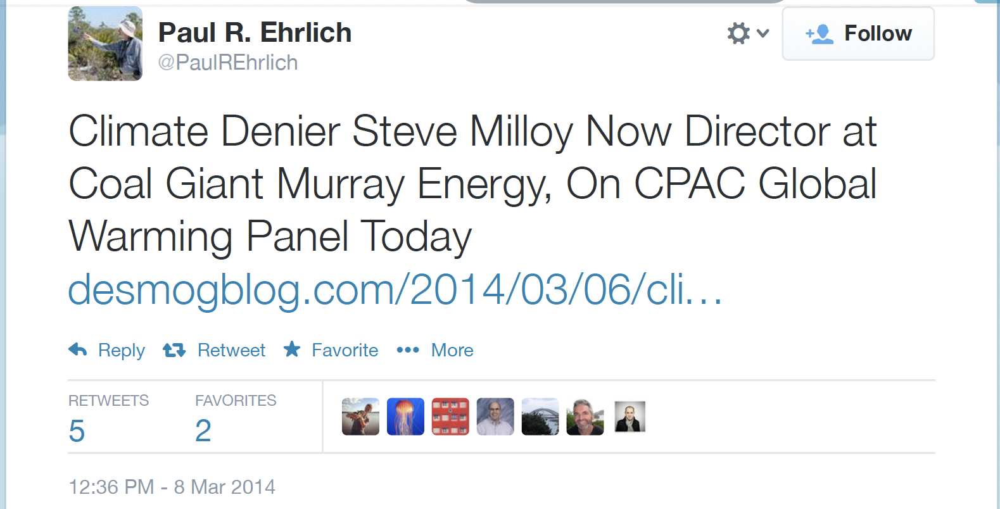 Paul R. Ehrlich
@PaulREhrlich
Follow
Climate Denier Steve Milloy Now Director at
Coal Giant Murray Energy, On CPAC Global
Warming Panel Today
desmogblog.com/2014/03/06/cli…
Reply Retweet Favorite More
RETWEETS FAVORITES
5 2
12:36 PM - 8 Mar 2014